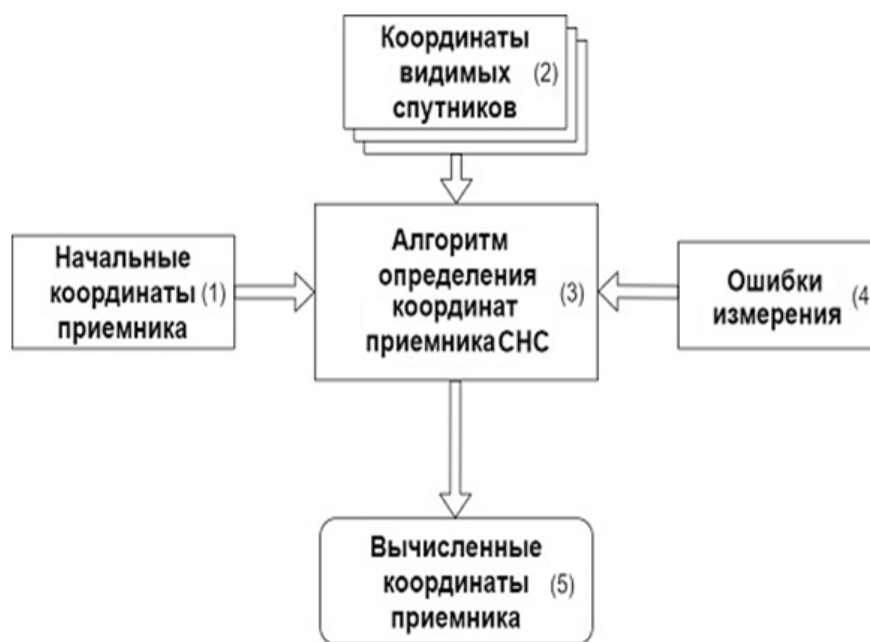 Координаты
видимых (2)
спутников
Начальные
координаты (1)
приемника
Алгоритм
определения
координат (3)
приемника СНС
Ошибки (4
измерения
Вычисленные
координаты (5)
приемника